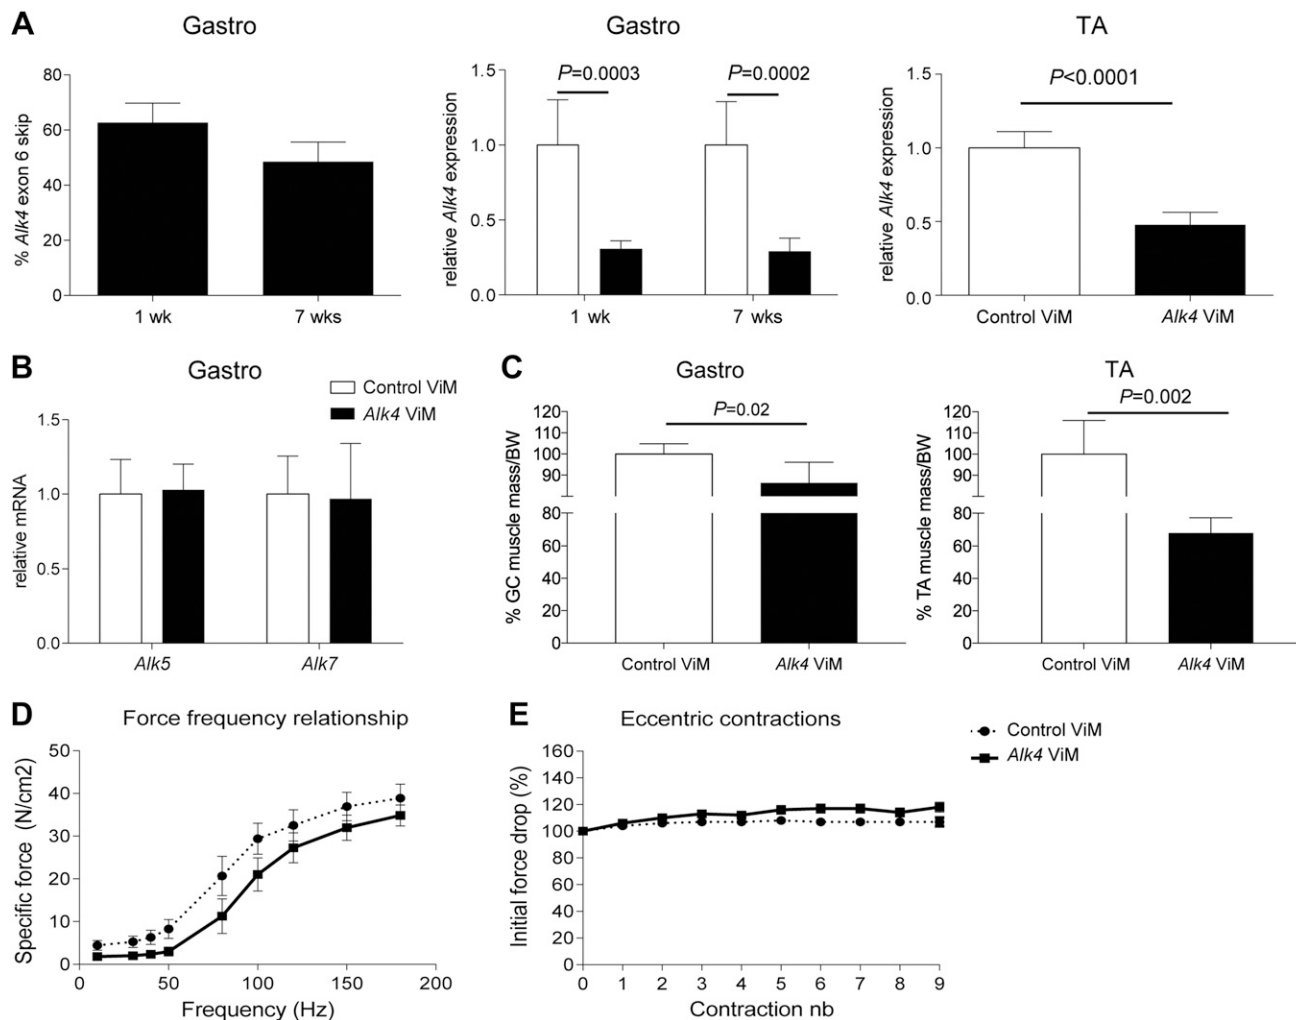 A
Gastro
Gastro
TA
% Alk4 exon 6 skip
80
60
40
20
0
1 wk
7 wks
relative Alk4 expression
1.5
1.0
0.5
0.0
P=0.0003
P=0.0002
1 wk
7 wks
relative Alk4 expression
1.5
1.0
0.5
0.0
P<0.0001
Control ViM
Alk4 ViM
B
Gastro
Control ViM
Alk4 ViM
relative mRNA
1.5
1.0
0.5
0.0
Alk5
Alk7
C
Gastro
TA
% GC muscle mass/BW
120
110
100
90
80
60
40
20
0
P=0.02
Control ViM
Alk4 ViM
% TA muscle mass/BW
120
110
100
90
80
60
40
20
0
P=0.002
Control ViM
Alk4 ViM
D
Force frequency relationship
Specific force (N/cm2)
50
40
30
20
10
0
0
50
100
150
200
Frequency (Hz)
E
Eccentric contractions
Control ViM
Alk4 ViM
Initial force drop (%)
160
140
120
100
80
60
40
20
0
0
1
2
3
4
5
6
7
8
9
Contraction nb